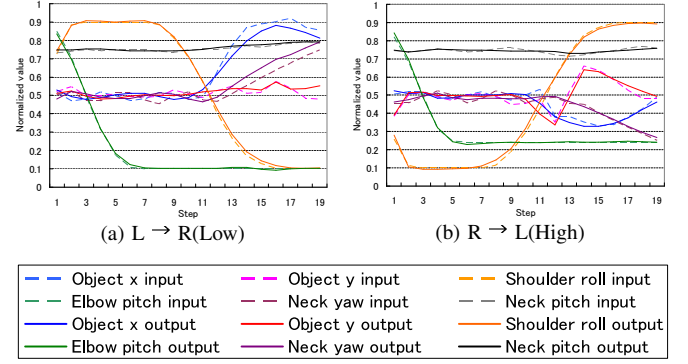 Normalized value
1
0.9
0.8
0.7
0.6
0.5
0.4
0.3
0.2
0.1
0
1 3 5 7 9 11 13 15 17 19
Step
(a) L → R(Low)
Normalized value
1
0.9
0.8
0.7
0.6
0.5
0.4
0.3
0.2
0.1
0
1 3 5 7 9 11 13 15 17 19
Step
(b) R → L(High)
Object x input Object y input Shoulder roll input
Elbow pitch input Neck yaw input Neck pitch input
Object x output Object y output Shoulder roll output
Elbow pitch output Neck yaw output Neck pitch output